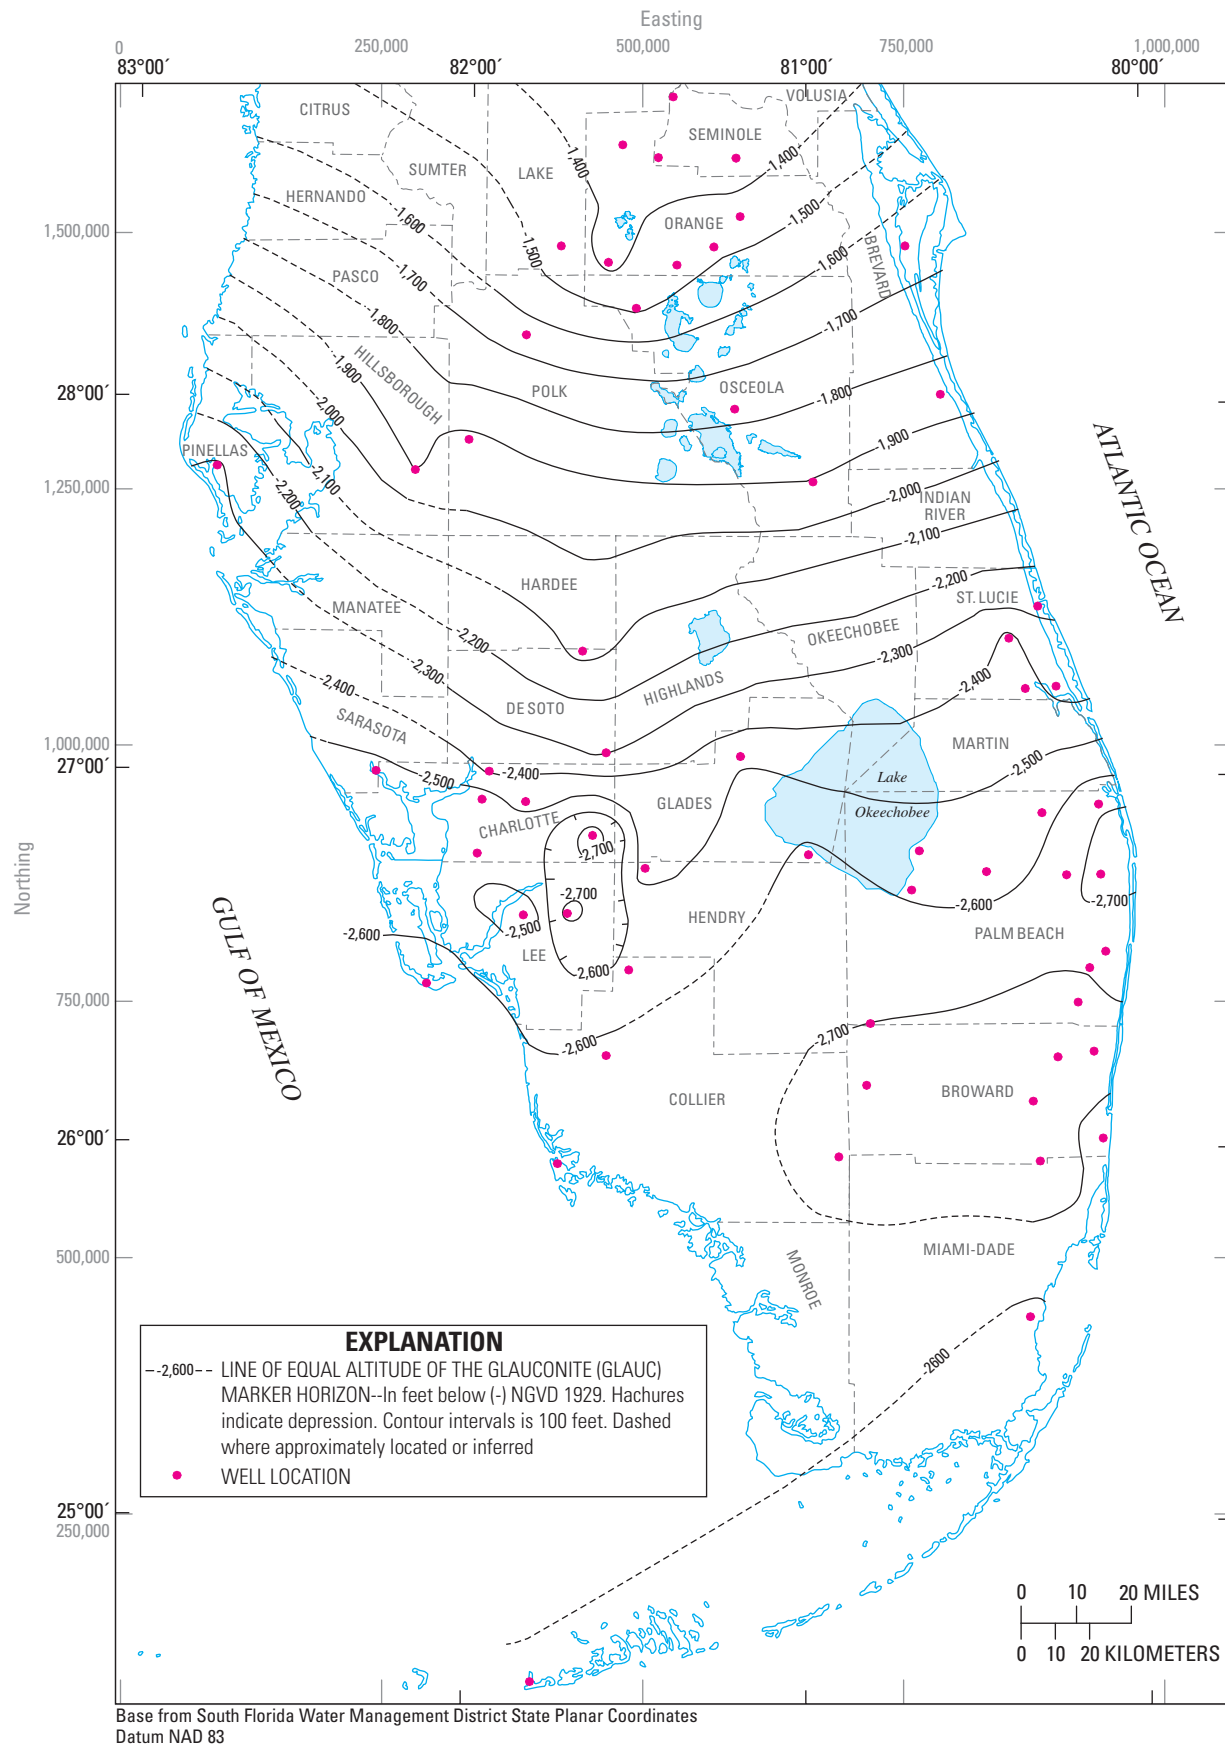 Easting
0
250,000
500,000
750,000
1,000,000
83°00´
82°00´
81°00´
80°00´
CITRUS
VOLUSIA
SEMINOLE
SUMTER
LAKE
-1,400
-1,400
HERNANDO
-1,600
-1,500
ORANGE
-1,500
1,500,000
PASCO
-1,700
-1,600
BREVARD
-1,800
-1,700
-1,900
HILLSBOROUGH
POLK
OSCEOLA
-1,800
28°00´
-2,000
-1,900
PINELLAS
-2,100
-2,200
1,250,000
-2,000
INDIAN
RIVER
-2,100
ATLANTIC OCEAN
HARDEE
-2,200
MANATEE
ST. LUCIE
-2,200
OKEECHOBEE
-2,300
-2,300
-2,400
HIGHLANDS
-2,400
DE SOTO
SARASOTA
1,000,000
MARTIN
27°00´
-2,500
-2,400
-2,500
Lake
Okeechobee
GLADES
CHARLOTTE
-2,700
Northing
-2,700
-2,600
-2,700
HENDRY
-2,500
PALM BEACH
-2,600
LEE
-2,600
GULF OF MEXICO
750,000
-2,600
-2,700
COLLIER
BROWARD
26°00´
500,000
MIAMI-DADE
MONROE
-2600
EXPLANATION
-2,600 LINE OF EQUAL ALTITUDE OF THE GLAUCONITE (GLAUC)
MARKER HORIZON--In feet below (-) NGVD 1929. Hachures
indicate depression. Contour intervals is 100 feet. Dashed
where approximately located or inferred
WELL LOCATION
25°00´
250,000
0 10 20 MILES
0 10 20 KILOMETERS
Base from South Florida Water Management District State Planar Coordinates
Datum NAD 83